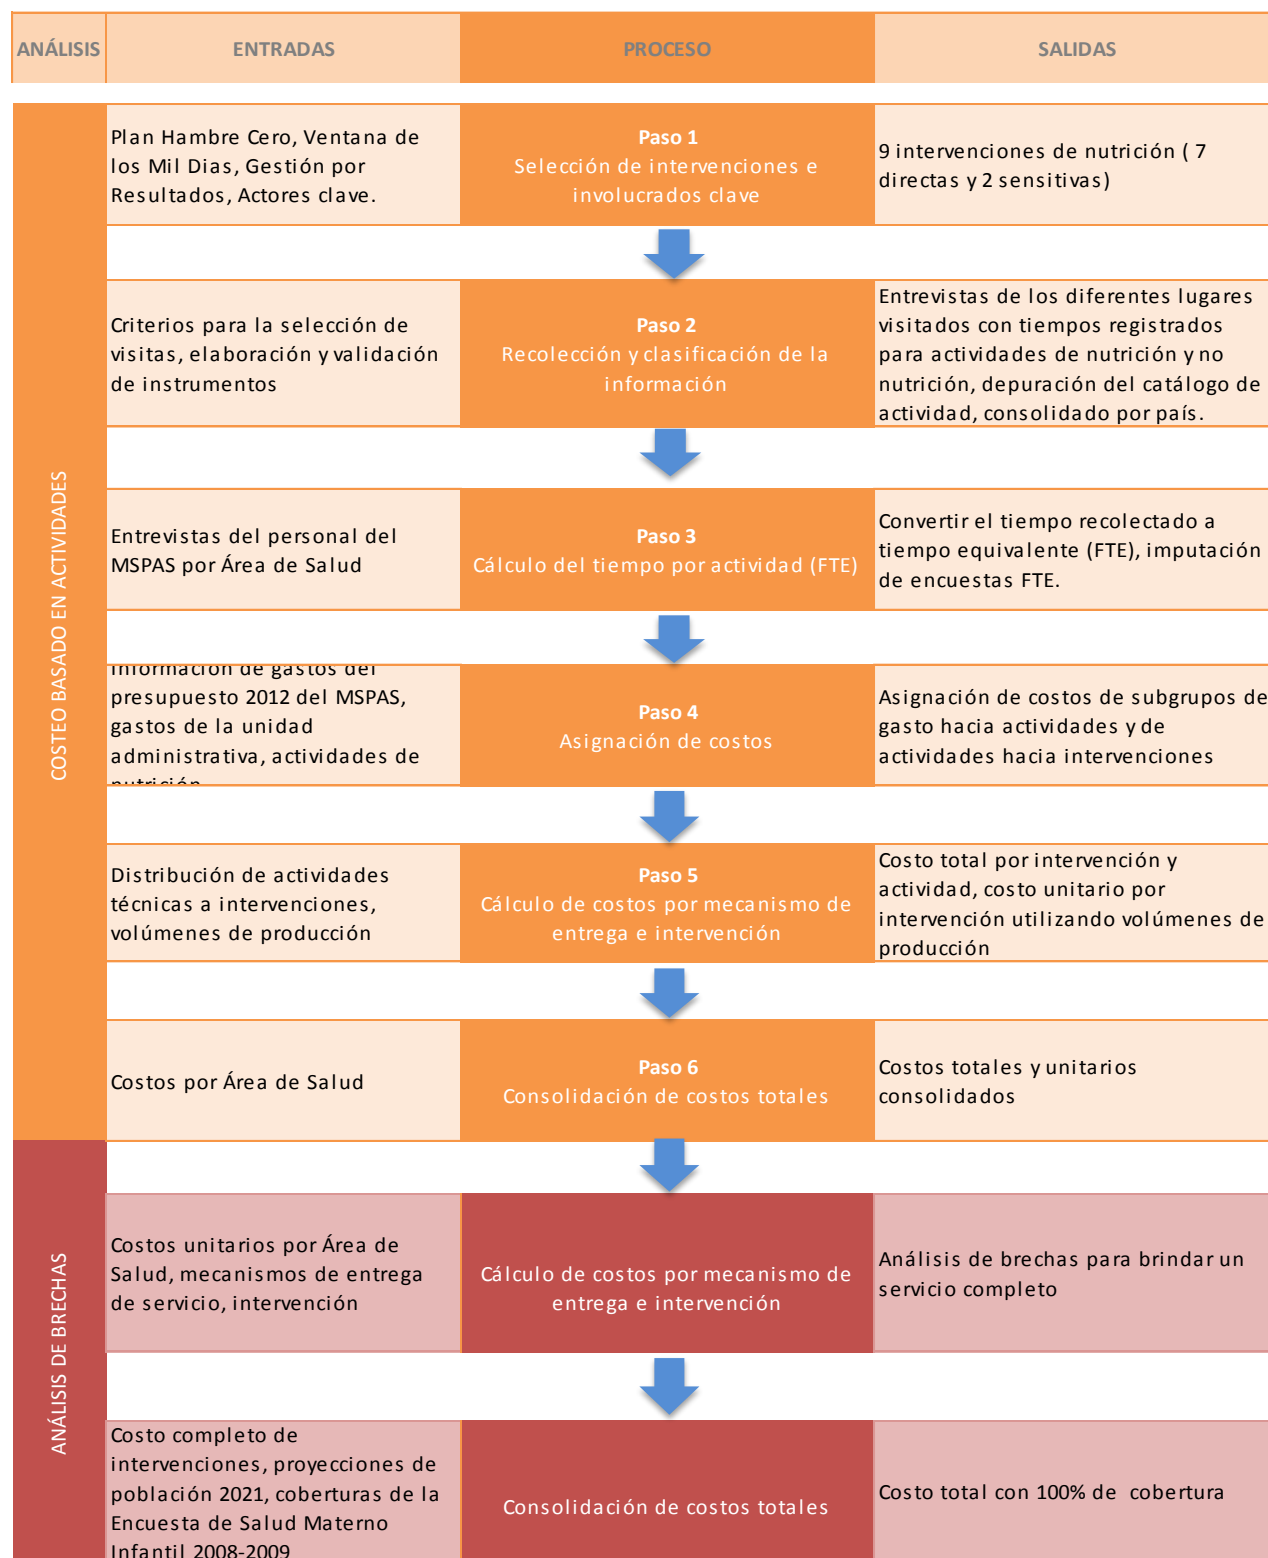 ANÁLISIS
ENTRADAS
PROCESO
SALIDAS
COSTEO BASADO EN ACTIVIDADES
Plan Hambre Cero, Ventana de
los Mil Dias, Gestión por
Resultados, Actores clave.
Paso 1
Selección de intervenciones e
involucrados clave
9 intervenciones de nutrición ( 7
directas y 2 sensitivas)
Criterios para la selección de
visitas, elaboración y validación
de instrumentos
Paso 2
Recolección y clasificación de la
información
Entrevistas de los diferentes lugares
visitados con tiempos registrados
para actividades de nutrición y no
nutrición, depuración del catálogo de
actividad, consolidado por país.
Entrevistas del personal del
MSPAS por Área de Salud
Paso 3
Cálculo del tiempo por actividad (FTE)
Convertir el tiempo recolectado a
tiempo equivalente (FTE), imputación
de encuestas FTE.
Información de gastos del
presupuesto 2012 del MSPAS,
gastos de la unidad
administrativa, actividades de
nutrición
Paso 4
Asignación de costos
Asignación de costos de subgrupos de
gasto hacia actividades y de
actividades hacia intervenciones
Distribución de actividades
técnicas a intervenciones,
volúmenes de producción
Paso 5
Cálculo de costos por mecanismo de
entrega e intervención
Costo total por intervención y
actividad, costo unitario por
intervención utilizando volúmenes de
producción
Costos por Área de Salud
Paso 6
Consolidación de costos totales
Costos totales y unitarios
consolidados
ANÁLISIS DE BRECHAS
Costos unitarios por Área de
Salud, mecanismos de entrega
de servicio, intervención
Cálculo de costos por mecanismo de
entrega e intervención
Análisis de brechas para brindar un
servicio completo
Costo completo de
intervenciones, proyecciones de
población 2021, coberturas de la
Encuesta de Salud Materno
Infantil 2008-2009
Consolidación de costos totales
Costo total con 100% de cobertura